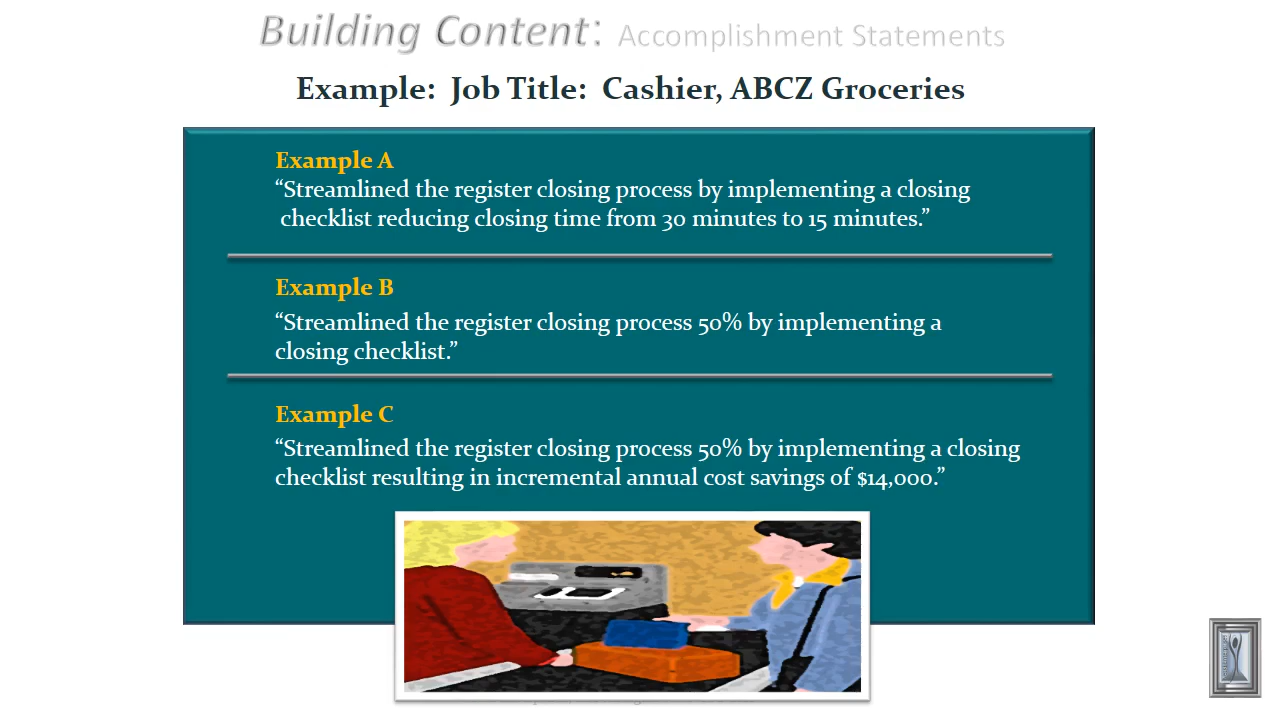 Building Content: Accomplishment Statements
Example: Job Title: Cashier, ABCZ Groceries
Example A
“Streamlined the register closing process by implementing a closing
checklist reducing closing time from 30 minutes to 15 minutes.”
Example B
“Streamlined the register closing process 50% by implementing a
closing checklist.”
Example C
“Streamlined the register closing process 50% by implementing a closing
checklist resulting in incremental annual cost savings of $14,000.”